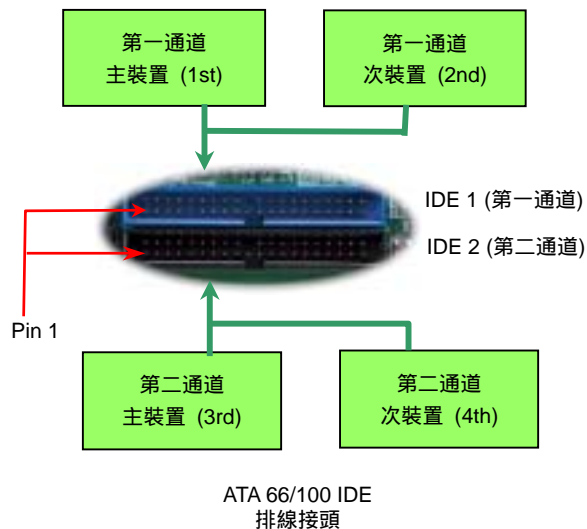 第一通道
主裝置 (1st)
第一通道
次裝置 (2nd)
IDE 1 (第一通道)
IDE 2 (第二通道)
Pin 1
第二通道
主裝置 (3rd)
第二通道
次裝置 (4th)
ATA 66/100 IDE
排線接頭